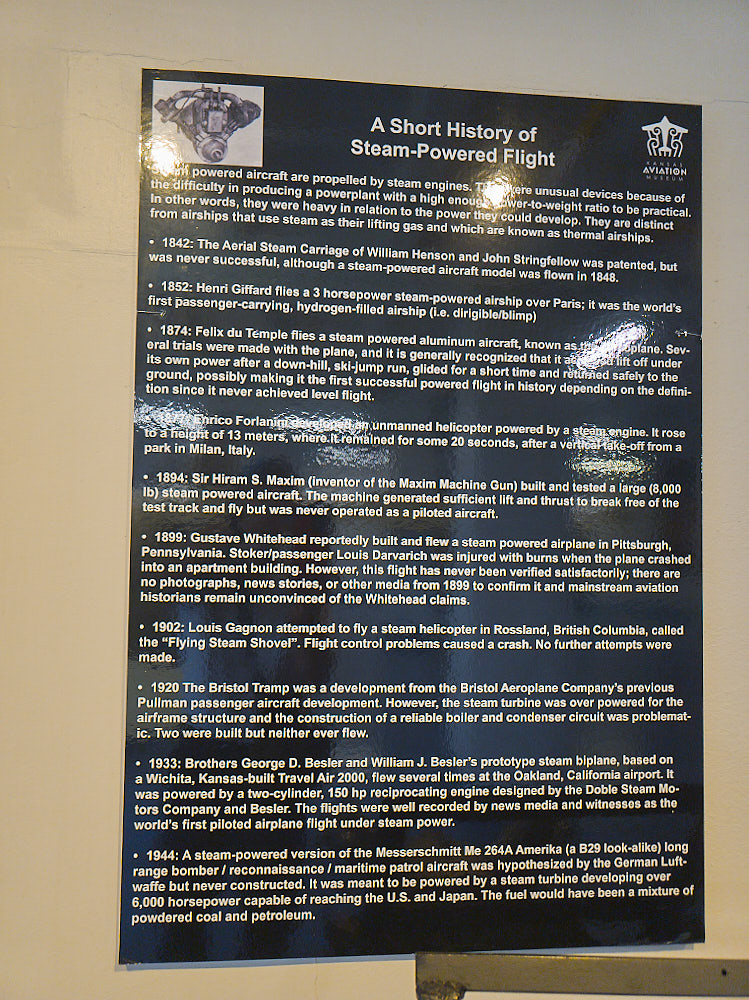 A Short History of
Steam-Powered Flight
KANSAS
AVIATION
MUSEUM
powered aircraft are propelled by steam engines. were unusual devices because of
the difficulty in producing a powerplant with a high enough power-to-weight ratio to be practical.
In other words, they were heavy in relation to the power they could develop. They are distinct
from airships that use steam as their lifting gas and which are known as thermal airships.
• 1842: The Aerial Steam Carriage of William Henson and John Stringfellow was patented, but
was never successful, although a steam-powered aircraft model was flown in 1848.
• 1852: Henri Giffard flies a 3 horsepower steam-powered airship over Paris; it was the world's
first passenger-carrying, hydrogen-filled airship (i.e. dirigible/blimp)
• 1874: Felix du Temple flies a steam powered aluminum aircraft, known as Sev-
eral trials were made with the plane, and it is generally recognized that it lift off under
its own power after a down-hill, ski-jump run, glided for a short time and returned safely to the
ground, possibly making it the first successful powered flight in history depending on the defini-
tion since it never achieved level flight.
Enrico Forlanini developed an unmanned helicopter powered by a steam engine. It rose
to a height of 13 meters, where it remained for some 20 seconds, after a vertical take-off from a
park in Milan, Italy.
• 1894: Sir Hiram S. Maxim (inventor of the Maxim Machine Gun) built and tested a large (8,000
lb) steam powered aircraft. The machine generated sufficient lift and thrust to break free of the
test track and fly but was never operated as a piloted aircraft.
• 1899: Gustave Whitehead reportedly built and flew a steam powered airplane in Pittsburgh,
Pennsylvania. Stoker/passenger Louis Darvarich was injured with burns when the plane crashed
into an apartment building. However, this flight has never been verified satisfactorily; there are
no photographs, news stories, or other media from 1899 to confirm it and mainstream aviation
historians remain unconvinced of the Whitehead claims.
• 1902: Louis Gagnon attempted to fly a steam helicopter in Rossland, British Columbia, called
the “Flying Steam Shovel”. Flight control problems caused a crash. No further attempts were
made.
• 1920 The Bristol Tramp was a development from the Bristol Aeroplane Company's previous
Pullman passenger aircraft development. However, the steam turbine was over powered for the
airframe structure and the construction of a reliable boiler and condenser circuit was problemat-
ic. Two were built but neither ever flew.
• 1933: Brothers George D. Besler and William J. Besler's prototype steam biplane, based on
a Wichita, Kansas-built Travel Air 2000, flew several times at the Oakland, California airport. It
was powered by a two-cylinder, 150 hp reciprocating engine designed by the Doble Steam Mo-
tors Company and Besler. The flights were well recorded by news media and witnesses as the
world's first piloted airplane flight under steam power.
• 1944: A steam-powered version of the Messerschmitt Me 264A Amerika (a B29 look-alike) long
range bomber / reconnaissance / maritime patrol aircraft was hypothesized by the German Luft-
waffe but never constructed. It was meant to be powered by a steam turbine developing over
6,000 horsepower capable of reaching the U.S. and Japan. The fuel would have been a mixture of
powdered coal and petroleum.